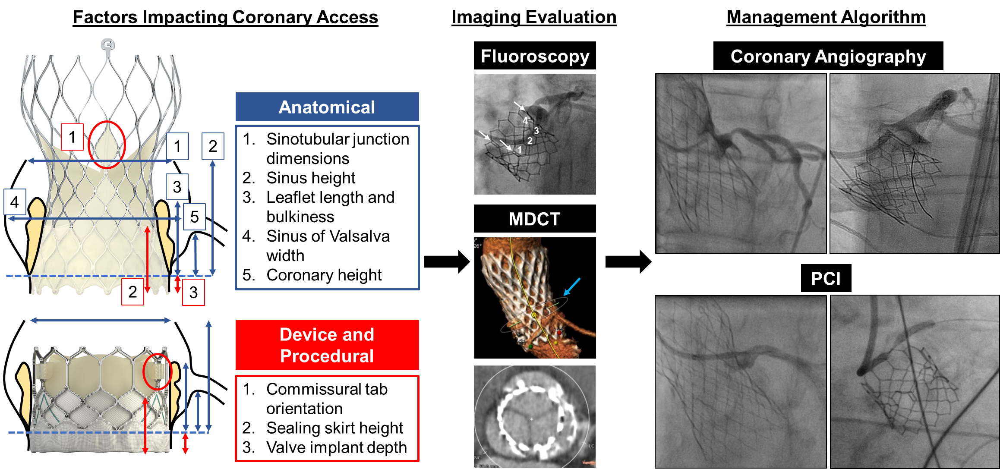 Factors Impacting Coronary Access
Imaging Evaluation
Management Algorithm
1
1
2
3
4
5
2
3
Anatomical
1. Sinotubular junction
dimensions
2. Sinus height
3. Leaflet length and
bulkiness
4. Sinus of Valsalva
width
5. Coronary height
Device and
Procedural
1. Commissural tab
orientation
2. Sealing skirt height
3. Valve implant depth
Fluoroscopy
4
3
2
1
MDCT
26°
NC
LC
Coronary Angiography
PCI